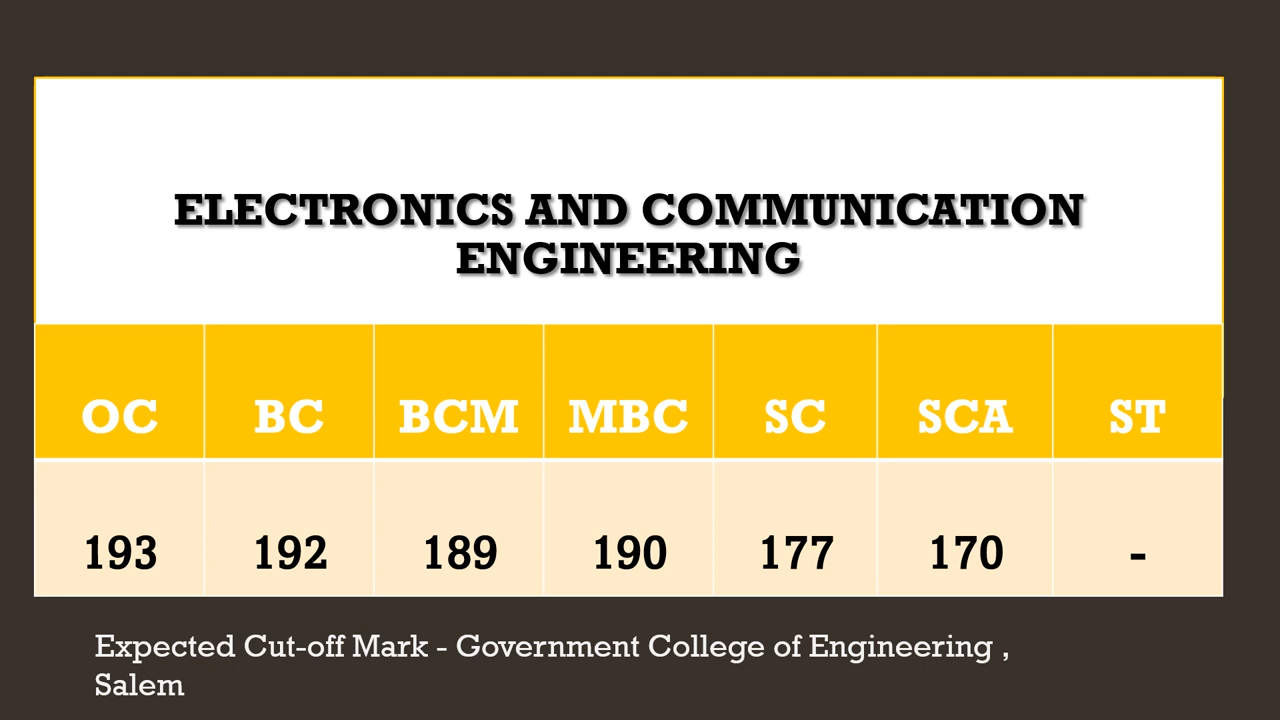 ELECTRONICS AND COMMUNICATION
ENGINEERING
OC BC BCM MBC SC SCA ST
193 192 189 190 177 170 -
Expected Cut-off Mark - Government College of Engineering ,
Salem